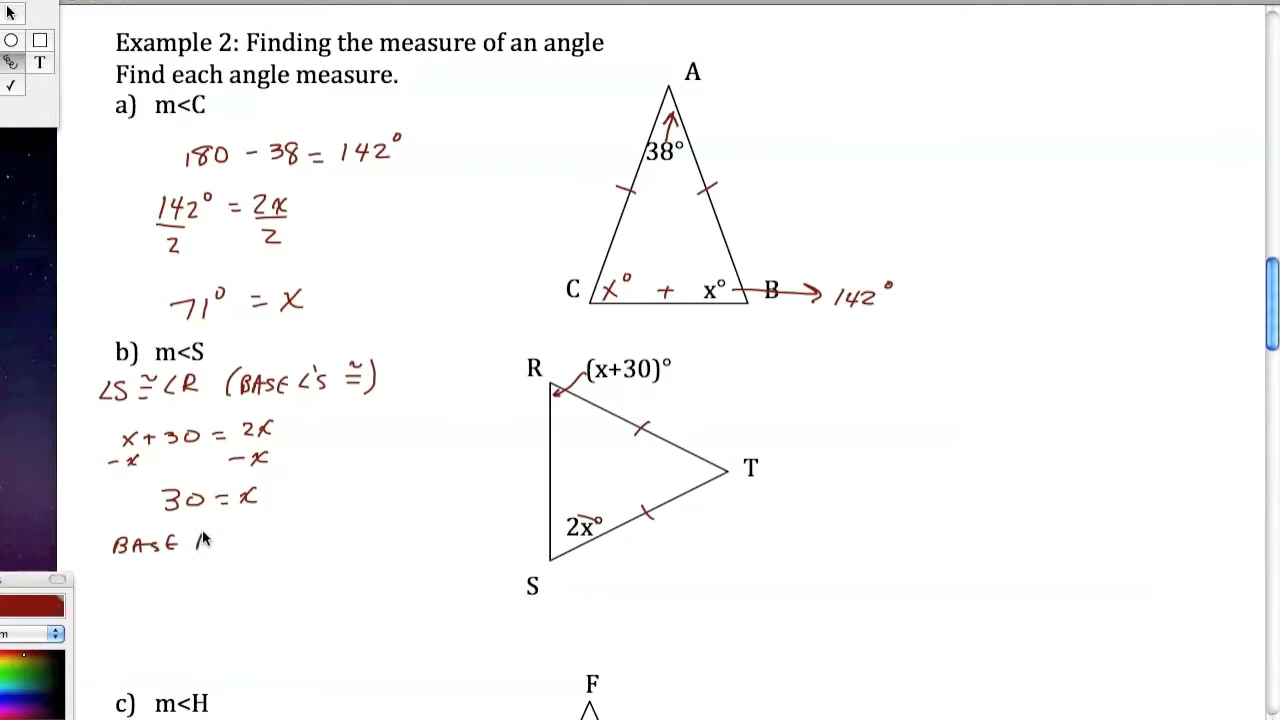 Example 2: Finding the measure of an angle
Find each angle measure.
a) m<C
180 - 38 = 142°
142° = 2x
2 2
71° = x
A
38°
C x° + x° B 142°
b) m<S
∠S ≅ ∠R (BASE ∠'S ≅)
x + 30 = 2x
-x -x
30 = x
BASE
R (x+30)°
T
2x°
S
c) m<H
F
T